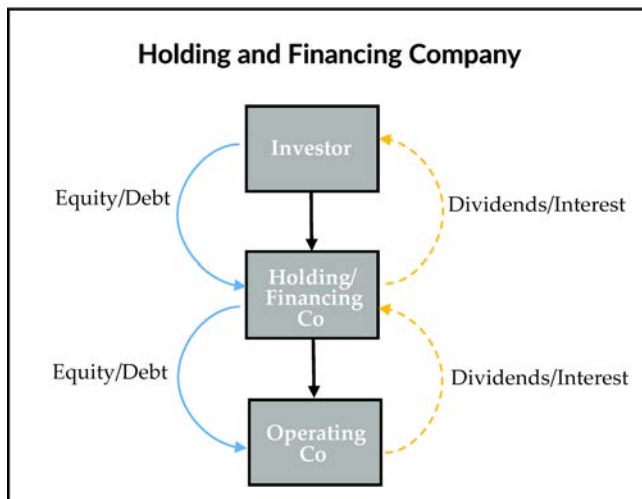 Holding and Financing Company
Investor
Equity/Debt
Dividends/Interest
Holding/
Financing
Co
Equity/Debt
Dividends/Interest
Operating
Co